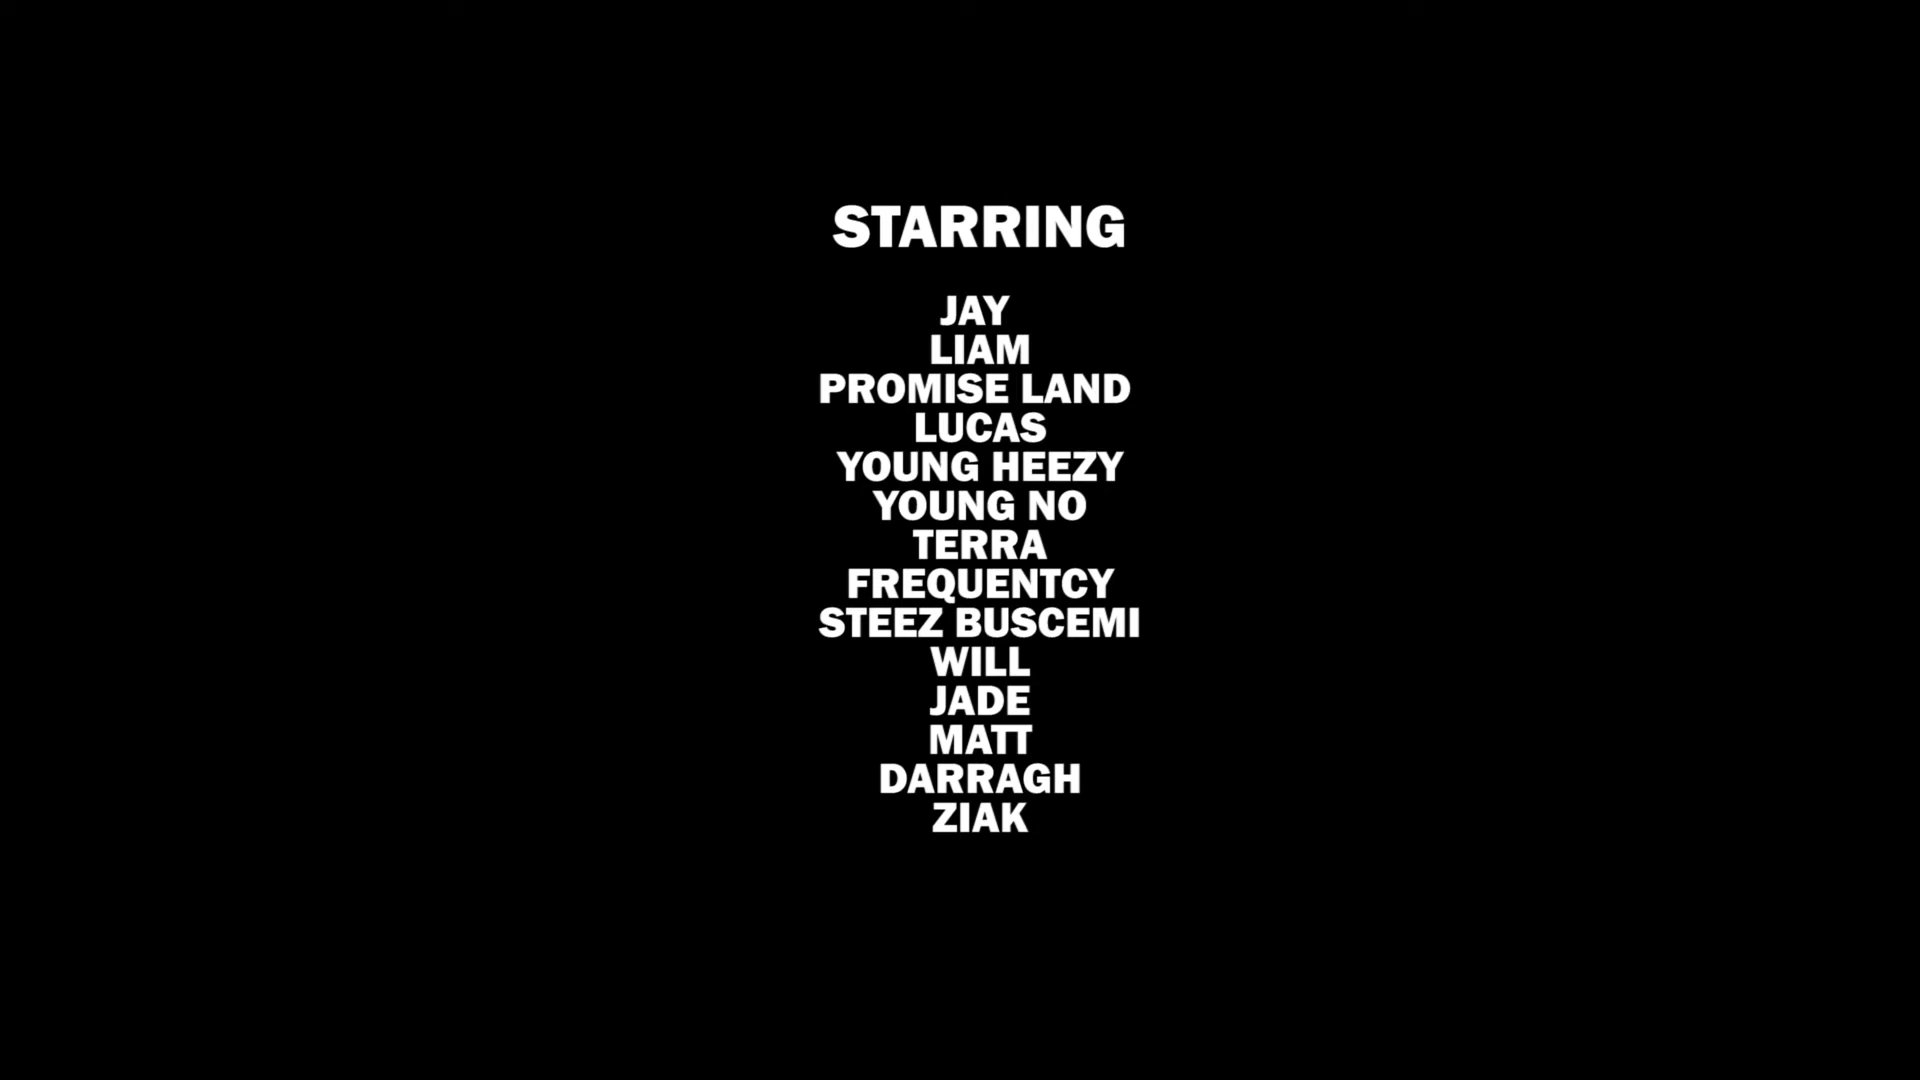 STARRING
JAY
LIAM
PROMISE LAND
LUCAS
YOUNG HEEZY
YOUNG NO
TERRA
FREQUENTCY
STEEZ BUSCEMI
WILL
JADE
MATT
DARRAGH
ZIAK